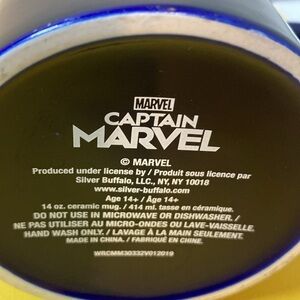 MARVEL
CAPTAIN
MARVEL
© MARVEL
Produced under license by / Produit sous licence par
Silver Buffalo, LLC., NY, NY 10018
www.silver-buffalo.com
Age 14+ / Âge 14+
14 oz. ceramic mug. / 414 ml. tasse en céramique.
DO NOT USE IN MICROWAVE OR DISHWASHER. /
NE PAS UTILISER AU MICRO-ONDES OU LAVE-VAISSELLE.
HAND WASH ONLY. / LAVAGE À LA MAIN SEULEMENT.
MADE IN CHINA. / FABRIQUÉ EN CHINE.
WRCMM30332V012019